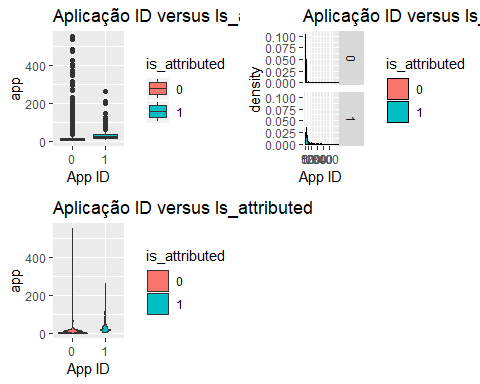 Aplicação ID versus Is_a
app
400
200
0
0
1
App ID
is_attributed
0
1
Aplicação ID versus Is_
density
0.100
0.075
0.050
0.025
0.000
0.100
0.075
0.050
0.025
0.000
0
1
App ID
is_attributed
0
1
Aplicação ID versus Is_attributed
app
400
200
0
0
1
App ID
is_attributed
0
1